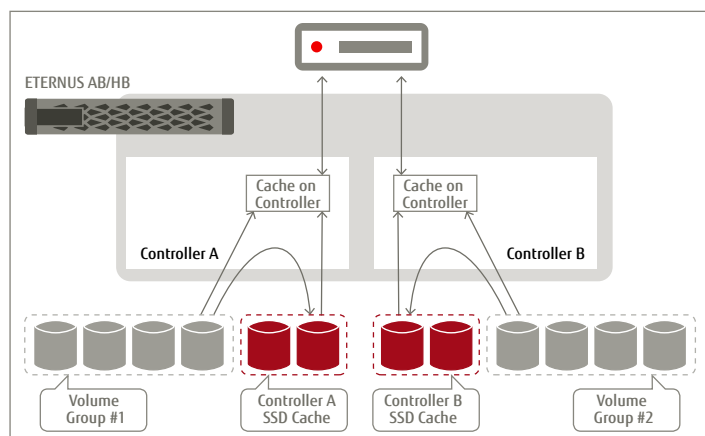 ETERNUS AB/HB
Cache on
Controller
Cache on
Controller
Controller A
Controller B
Volume
Group #1
Controller A
SSD Cache
Controller B
SSD Cache
Volume
Group #2